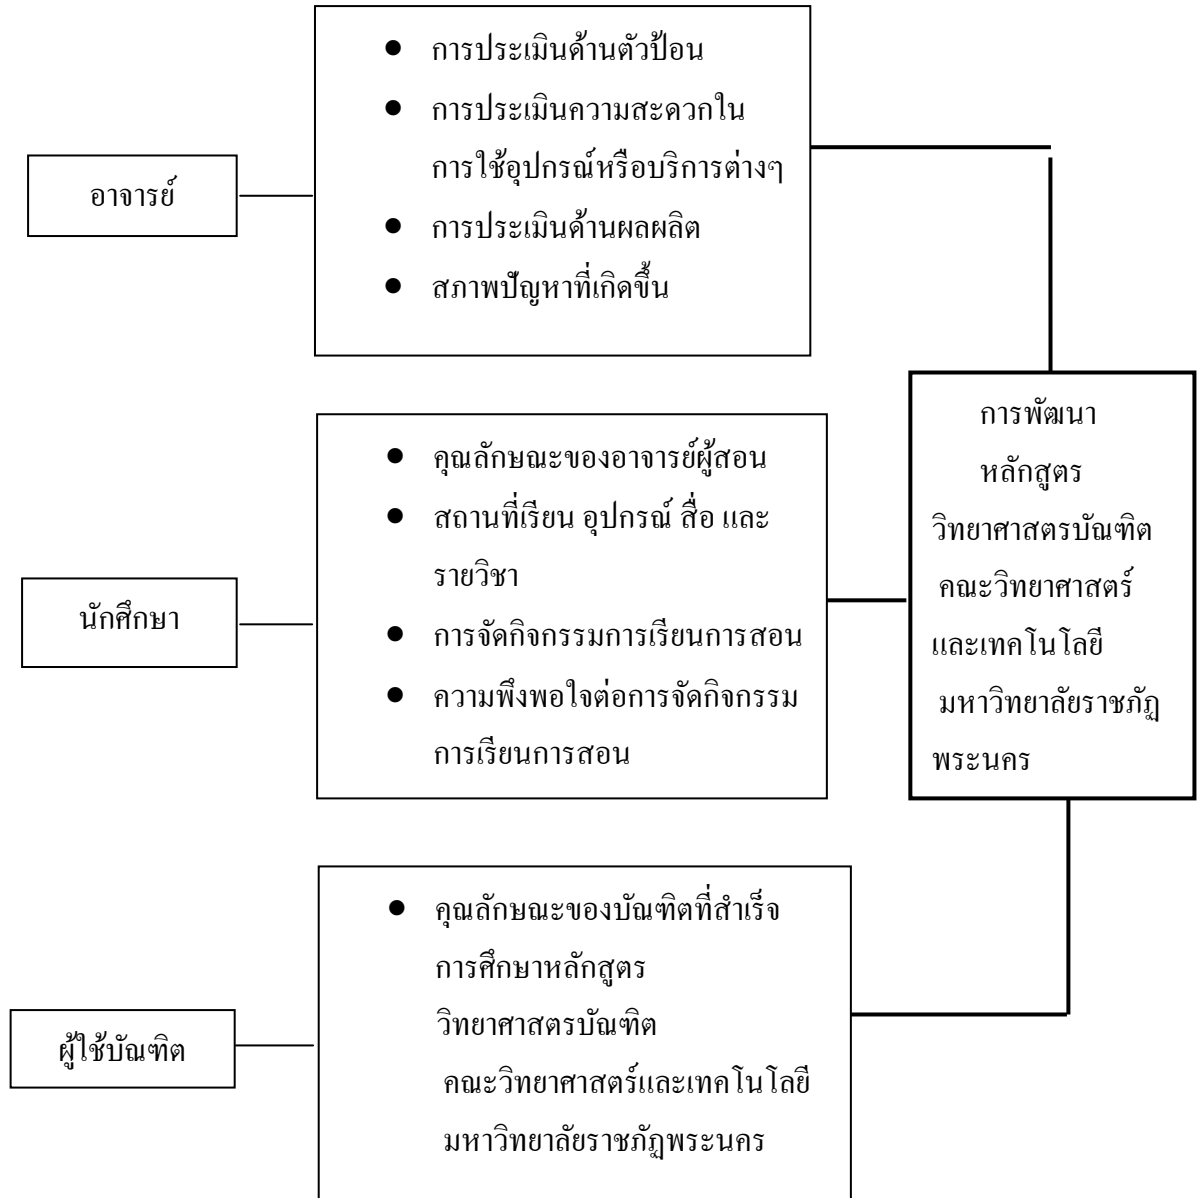 อาจารย์
● การประเมินด้านตัวป้อน
● การประเมินความสะดวกใน
การใช้อุปกรณ์หรือบริการต่างๆ
● การประเมินด้านผลผลิต
● สภาพปัญหาที่เกิดขึ้น
นักศึกษา
● คุณลักษณะของอาจารย์ผู้สอน
● สถานที่เรียน อุปกรณ์ สื่อ และ
รายวิชา
● การจัดกิจกรรมการเรียนการสอน
● ความพึงพอใจต่อการจัดกิจกรรม
การเรียนการสอน
ผู้ใช้บัณฑิต
● คุณลักษณะของบัณฑิตที่สำเร็จ
การศึกษาหลักสูตร
วิทยาศาสตรบัณฑิต
คณะวิทยาศาสตร์และเทคโนโลยี
มหาวิทยาลัยราชภัฏพระนคร
การพัฒนา
หลักสูตร
วิทยาศาสตรบัณฑิต
คณะวิทยาศาสตร์
และเทคโนโลยี
มหาวิทยาลัยราชภัฏ
พระนคร